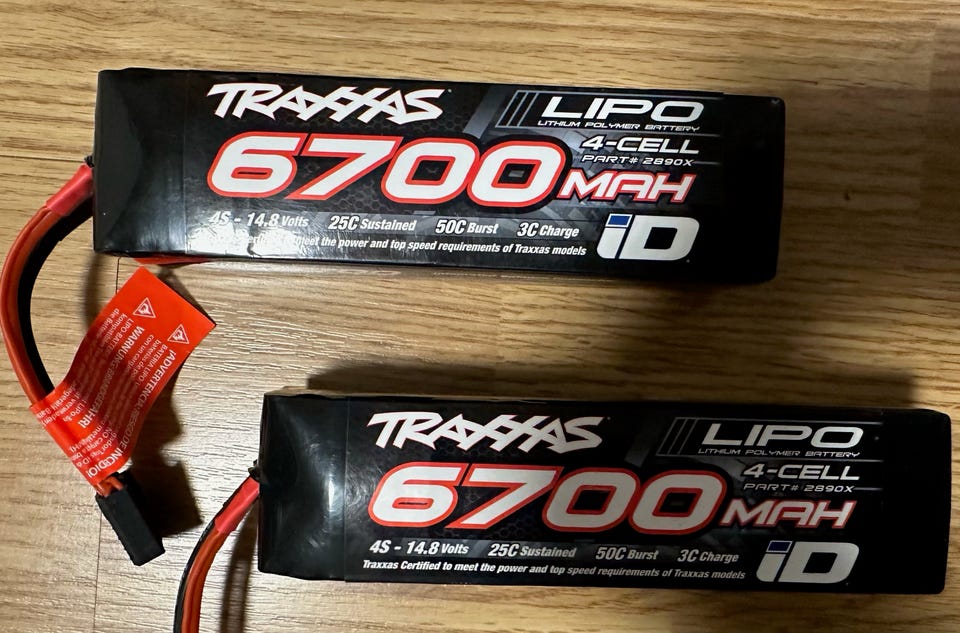 TRAXXAS
LIPO
LITHIUM POLYMER BATTERY
4-CELL
PART# 2890X
6700 MAH
4S - 14.8 Volts 25C Sustained 50C Burst 3C Charge
meet the power and top speed requirements of Traxxas models
iD
WARNUNG
¡ADVERTENCIA
TRAXXAS
LIPO
LITHIUM POLYMER BATTERY
4-CELL
PART# 2890X
6700 MAH
4S - 14.8 Volts 25C Sustained 50C Burst 3C Charge
Traxxas Certified to meet the power and top speed requirements of Traxxas models
iD